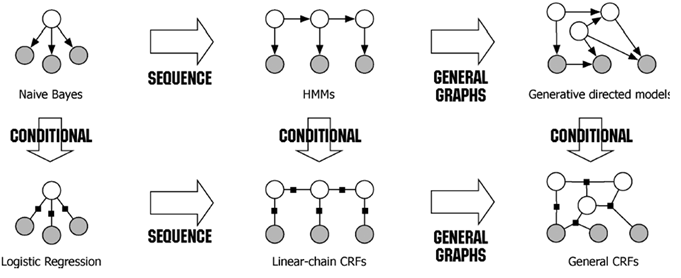 SEQUENCE
GENERAL
GRAPHS
Naive Bayes
HMMs
Generative directed models
CONDITIONAL
CONDITIONAL
CONDITIONAL
SEQUENCE
GENERAL
GRAPHS
Logistic Regression
Linear-chain CRFs
General CRFs